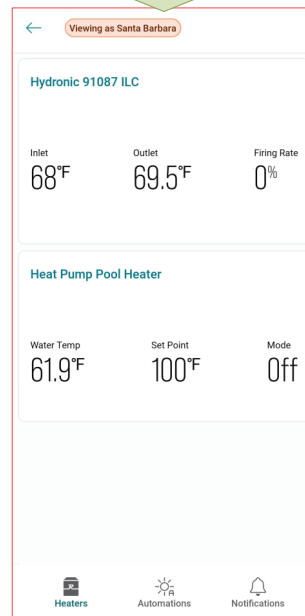 Viewing as Santa Barbara
Hydronic 91087 ILC
Inlet Outlet Firing Rate
68°F 69.5°F 0%
Heat Pump Pool Heater
Water Temp Set Point Mode
61.9°F 100°F Off
Heaters Automations Notifications